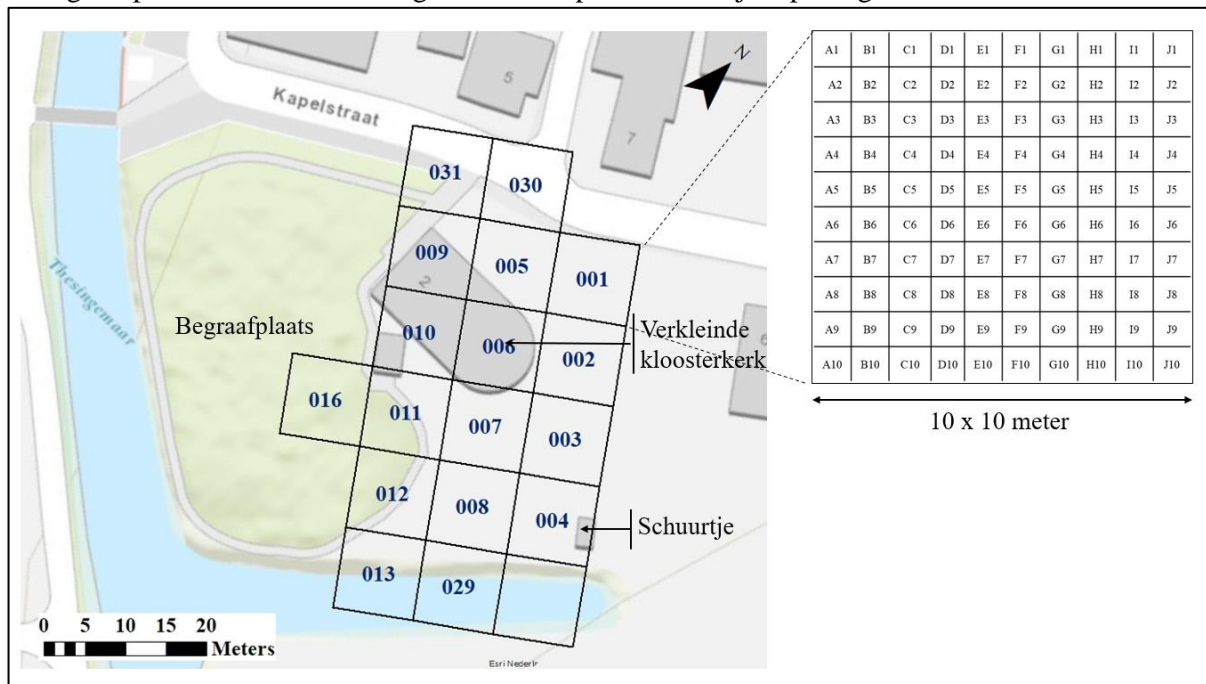 5
Kapelstraat
N
7
031
030
009
005
001
2
Thesingemaar
Begraafplaats
010
006
002
Verkleinde
kloosterkerk
6
016
011
007
003
012
008
004
Schuurtje
013
029
0 5 10 15 20
Meters
Esri Nederlr
A1 B1 C1 D1 E1 F1 G1 H1 I1 J1
A2 B2 C2 D2 E2 F2 G2 H2 I2 J2
A3 B3 C3 D3 E3 F3 G3 H3 I3 J3
A4 B4 C4 D4 E4 F4 G4 H4 I4 J4
A5 B5 C5 D5 E5 F5 G5 H5 I5 J5
A6 B6 C6 D6 E6 F6 G6 H6 I6 J6
A7 B7 C7 D7 E7 F7 G7 H7 I7 J7
A8 B8 C8 D8 E8 F8 G8 H8 I8 J8
A9 B9 C9 D9 E9 F9 G9 H9 I9 J9
A10 B10 C10 D10 E10 F10 G10 H10 I10 J10
10 x 10 meter